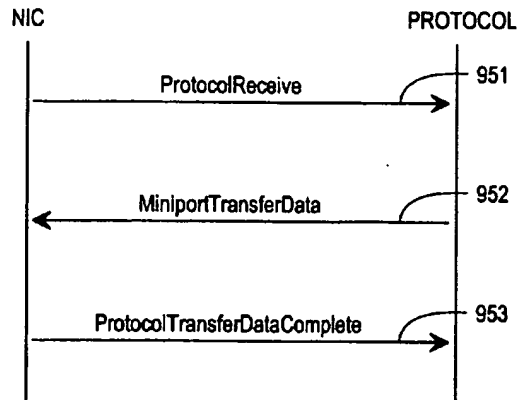 NIC
PROTOCOL
ProtocolReceive
951
MiniportTransferData
952
ProtocolTransferDataComplete
953